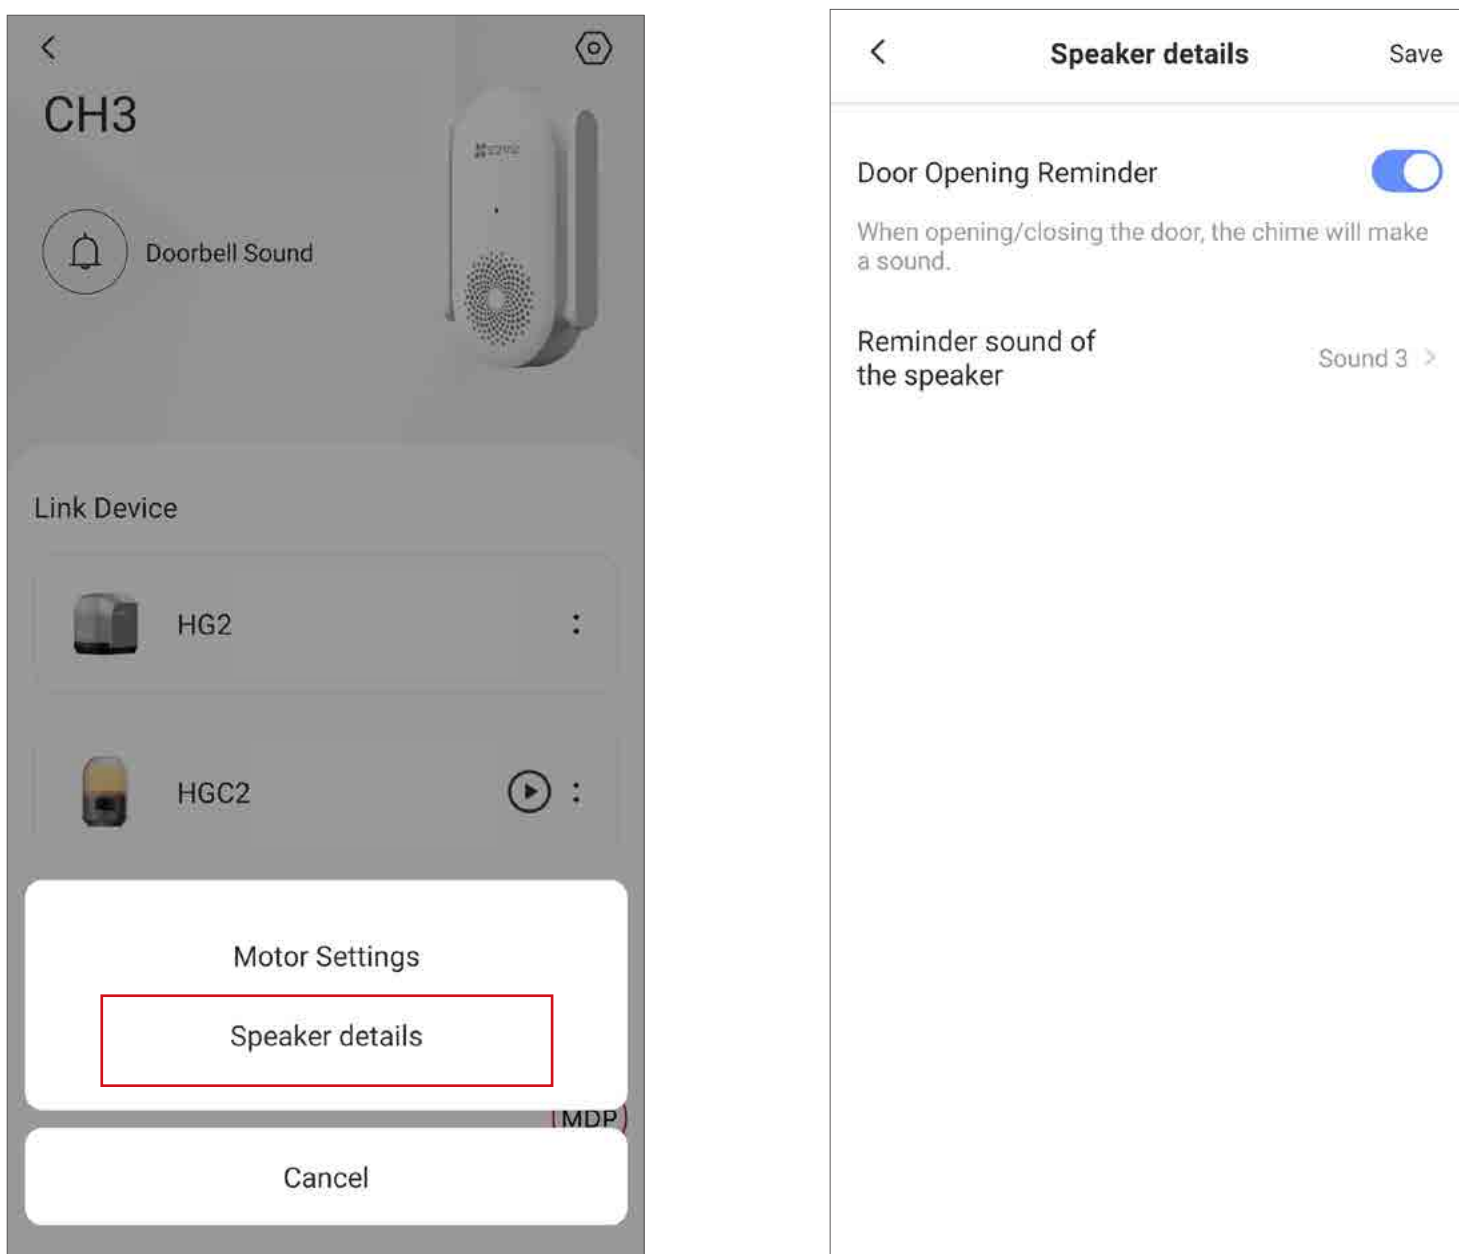 CH3
EZVIZ
Doorbell Sound
Link Device
HG2
HGC2
Motor Settings
Speaker details
(MDP)
Cancel
Speaker details
Save
Door Opening Reminder
When opening/closing the door, the chime will make
a sound.
Reminder sound of
the speaker
Sound 3